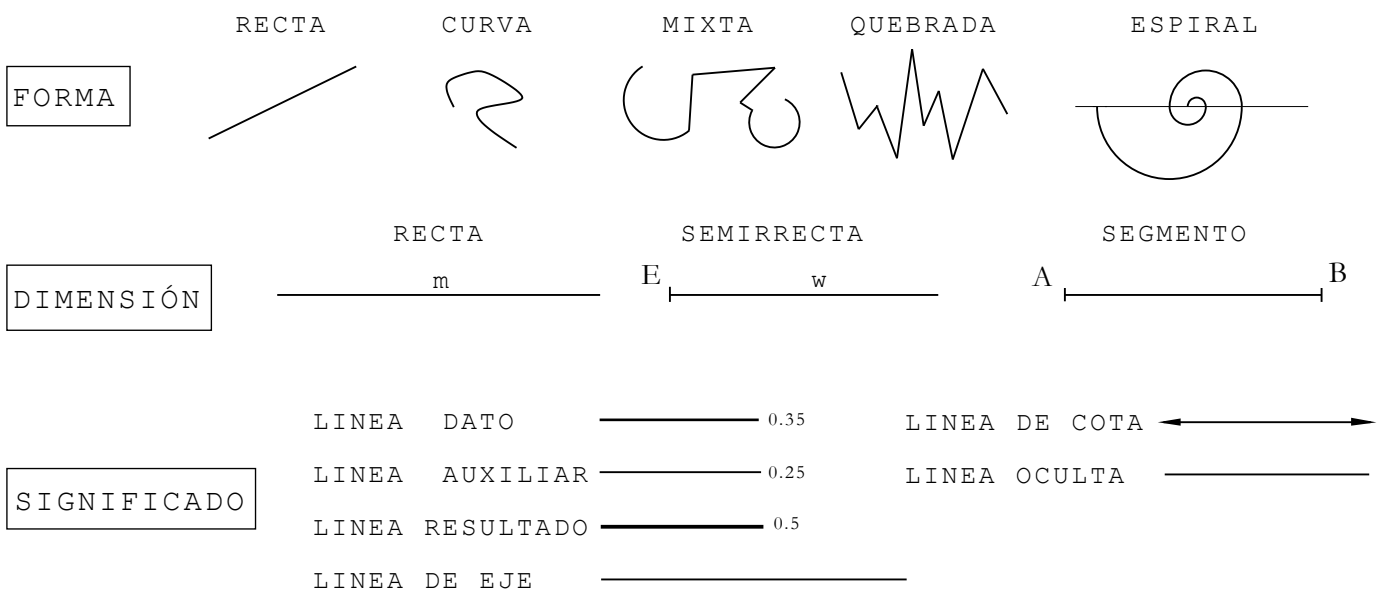 RECTA CURVA MIXTA QUEBRADA ESPIRAL
FORMA
RECTA SEMIRRECTA SEGMENTO
DIMENSIÓN
m E w A B
LINEA DATO 0.35 LINEA DE COTA
LINEA AUXILIAR 0.25 LINEA OCULTA
SIGNIFICADO
LINEA RESULTADO 0.5
LINEA DE EJE